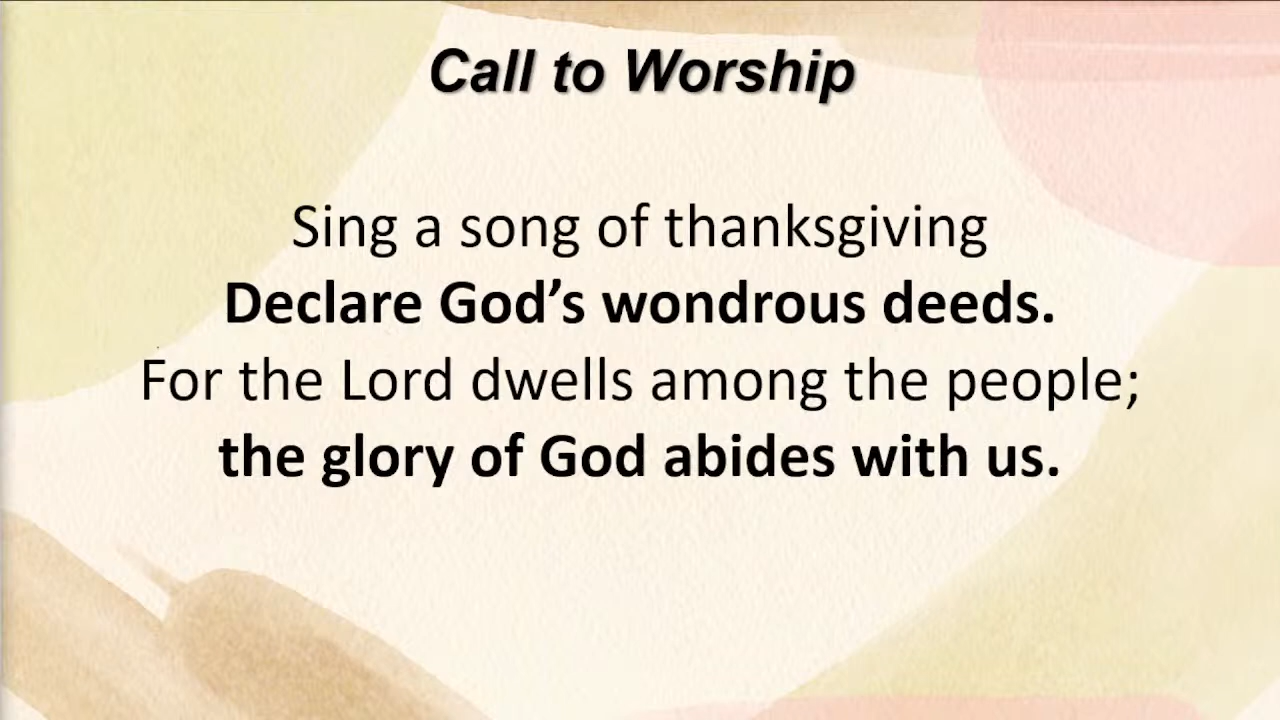 Call to Worship
Sing a song of thanksgiving
Declare God’s wondrous deeds.
For the Lord dwells among the people;
the glory of God abides with us.